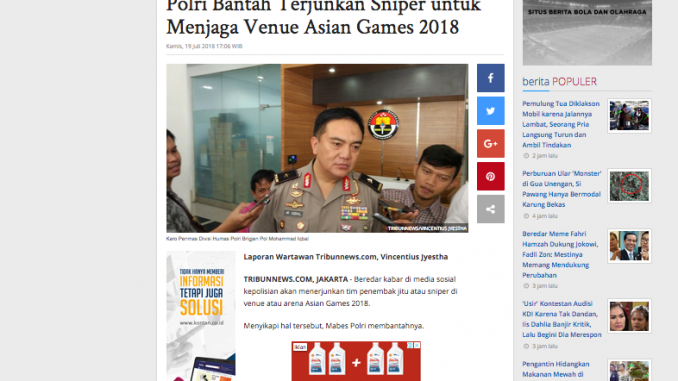 Polri Bantah Terjunkan Sniper untuk
Menjaga Venue Asian Games 2018
Kamis, 19 Juli 2018 17:06 WIB
TRIBUNNEWS/VINCENTIUS JYESTHA
Karo Penmas Divisi Humas Polri Brigjen Pol Mohammad Iqbal
TIDAK HANYA MEMBERI
INFORMASI
TETAPI JUGA
SOLUSI
www.kontan.co.id
Laporan Wartawan Tribunnews.com, Vincentius Jyestha
TRIBUNNEWS.COM, JAKARTA - Beredar kabar di media sosial
kepolisian akan menerjunkan tim penembak jitu atau sniper di
venue atau arena Asian Games 2018.
Menyikapi hal tersebut, Mabes Polri membantahnya.
Iklan
SITUS BERITA BOLA DAN OLAHRAGA
berita POPULER
Pemulung Tua Diklakson
Mobil karena Jalannya
Lambat, Seorang Pria
Langsung Turun dan
Ambil Tindakan
2 jam lalu
Perburuan Ular 'Monster'
di Gua Unengan, Si
Pawang Hanya Bermodal
Karung Bekas
4 jam lalu
Beredar Meme Fahri
Hamzah Dukung Jokowi,
Fadli Zon: Mestinya
Memang Mendukung
Perubahan
3 jam lalu
'Usir' Kontestan Audisi
KDI Karena Tak Dandan,
Iis Dahlia Banjir Kritik,
Lalu Begini Dia Merespon
3 jam lalu
Pengantin Hidangkan
Makanan Mewah di